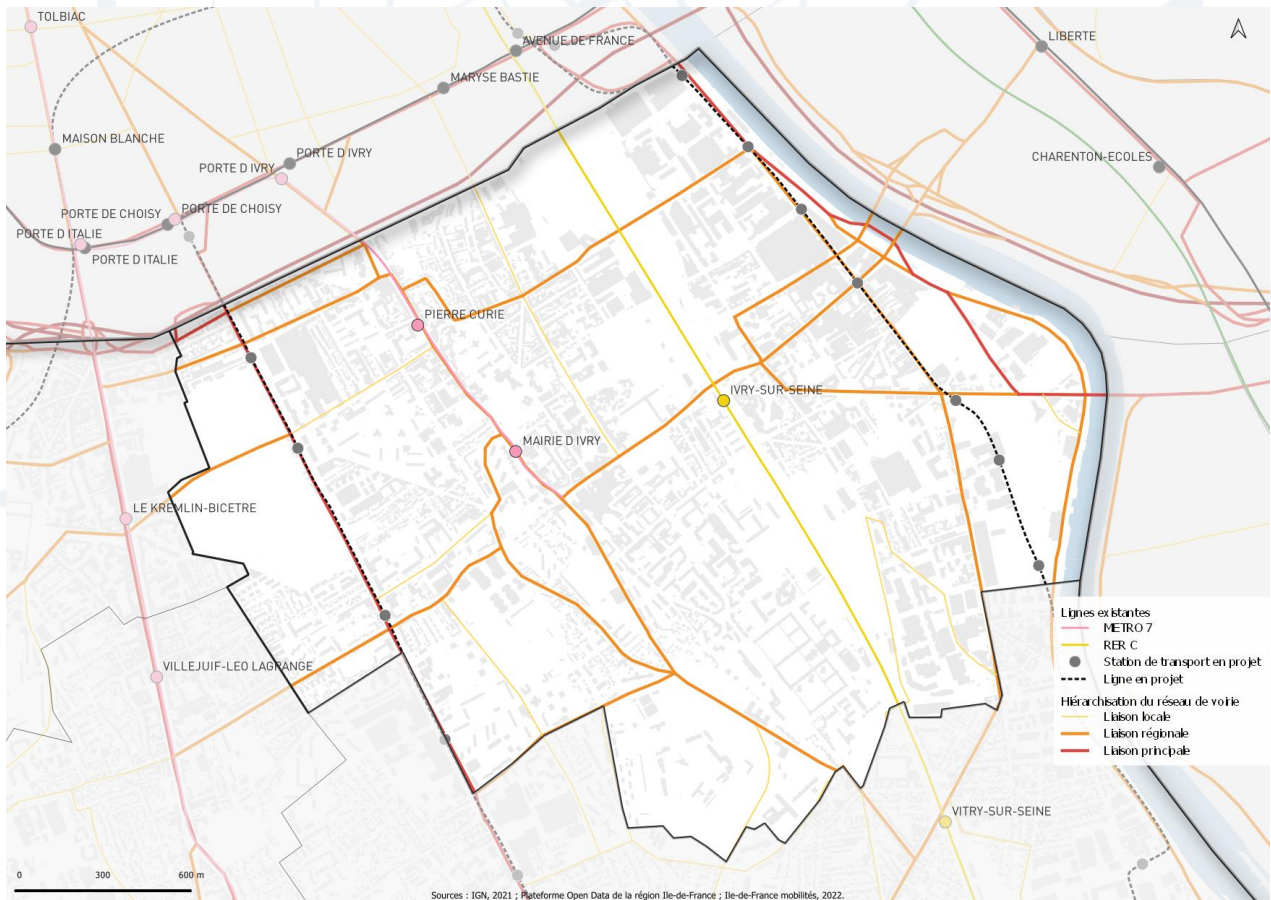 TOLBIAC
AVENUE DE FRANCE
LIBERTE
MARYSE BASTIE
MAISON BLANCHE
PORTE D IVRY
PORTE D IVRY
CHARENTON-ECOLES
PORTE DE CHOISY
PORTE DE CHOISY
PORTE D ITALIE
PORTE D ITALIE
PIERRE CURIE
IVRY-SUR-SEINE
MAIRIE D IVRY
LE KREMLIN-BICETRE
VILLEJUIF-LEO LAGRANGE
VITRY-SUR-SEINE
Lignes existantes
METRO 7
RER C
Station de transport en projet
Ligne en projet
Hiérarchisation du réseau de voirie
Liaison locale
Liaison régionale
Liaison principale
0 300 600 m
Sources : IGN, 2021 ; Plateforme Open Data de la région Ile-de-France ; Ile-de-France mobilités, 2022.